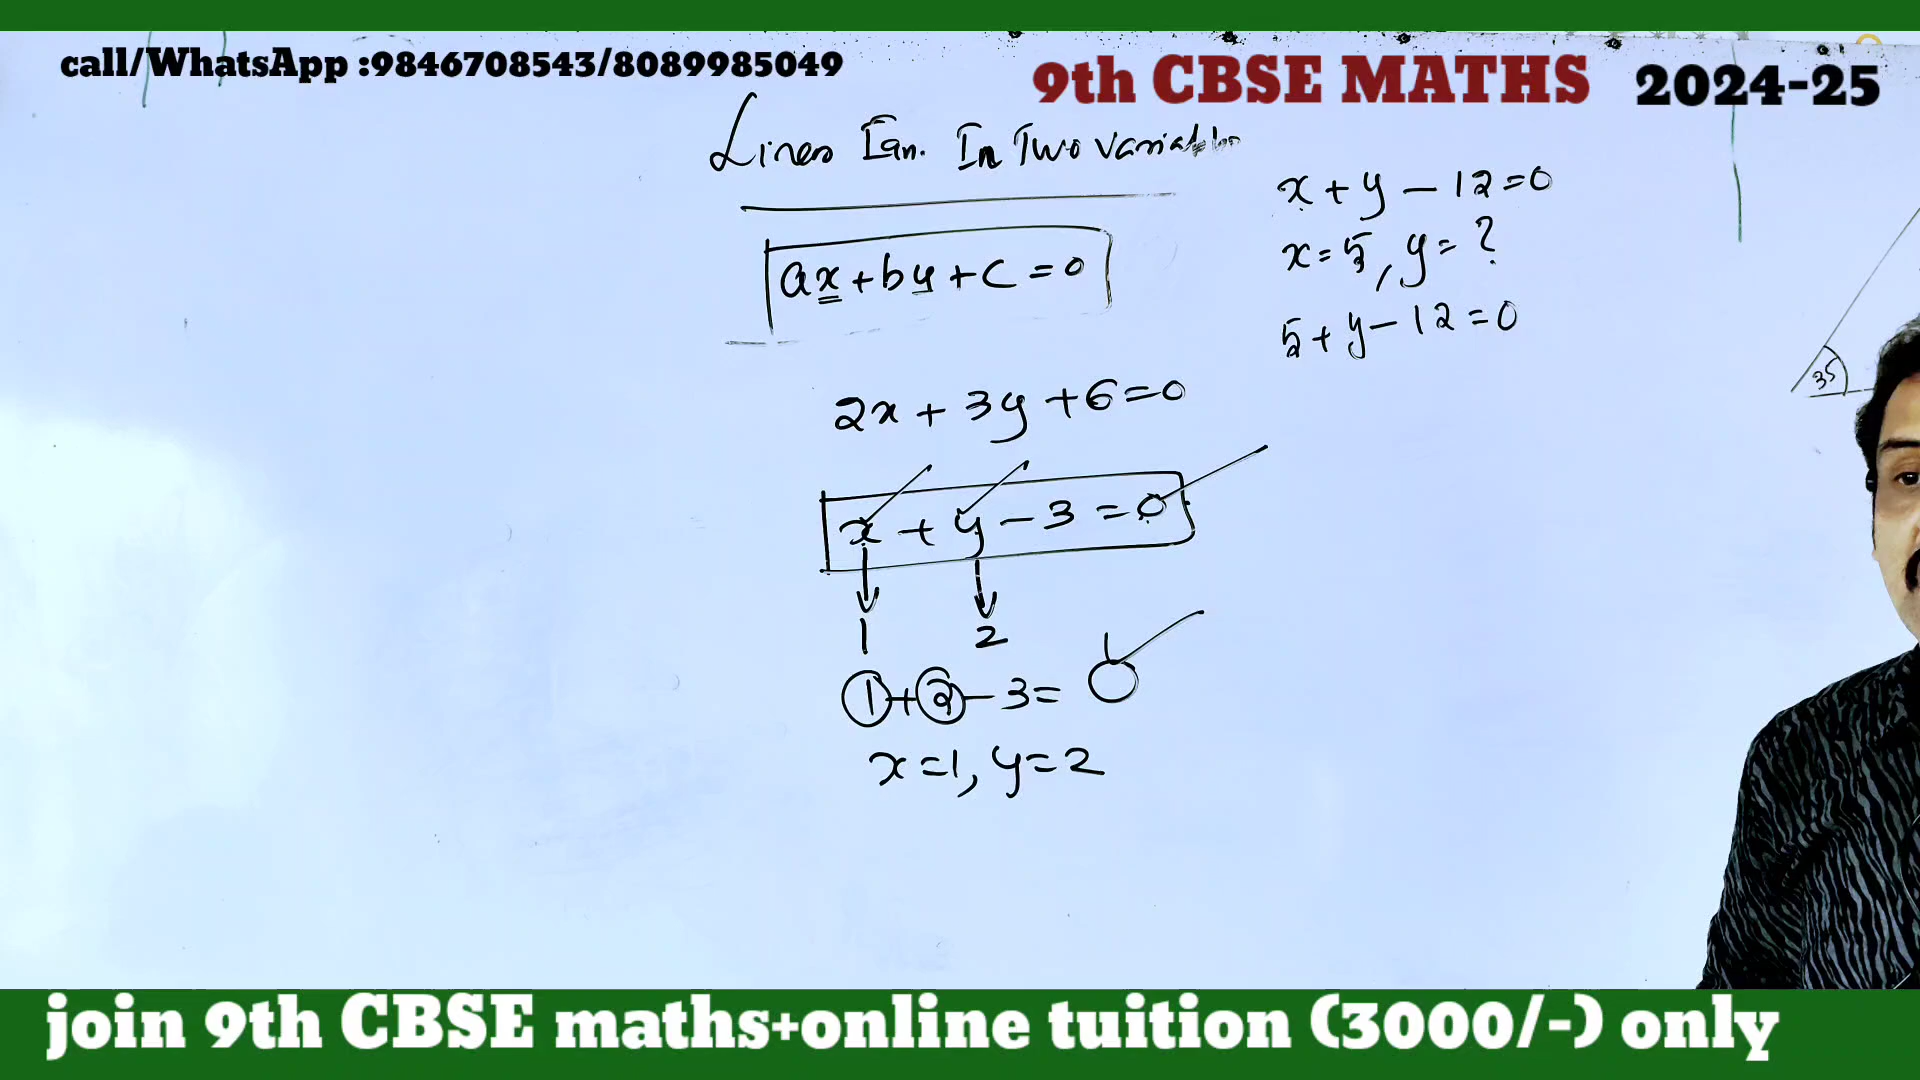 call/WhatsApp :9846708543/8089985049
9th CBSE MATHS 2024-25
Linear Eqn. In Two variables
ax+by+c=0
2x+3y+6=0
x+y-3=0
1 2
1+2-3=0
x=1, y=2
x+y-12=0
x=5, y=?
5+y-12=0
35
join 9th CBSE maths+online tuition (3000/-) only